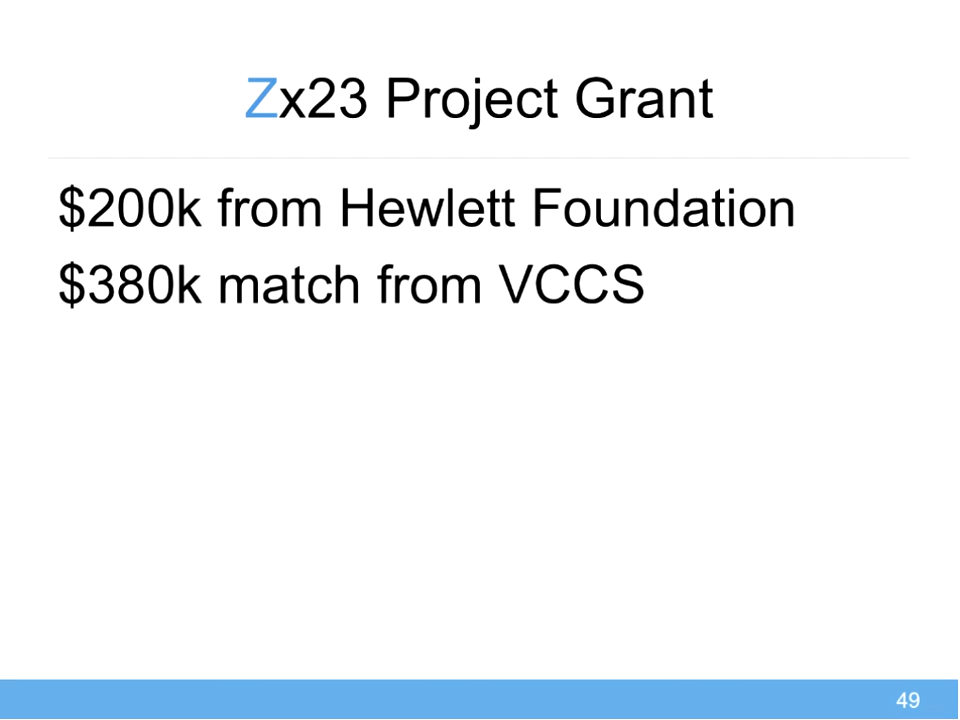 Zx23 Project Grant
$200k from Hewlett Foundation
$380k match from VCCS
49